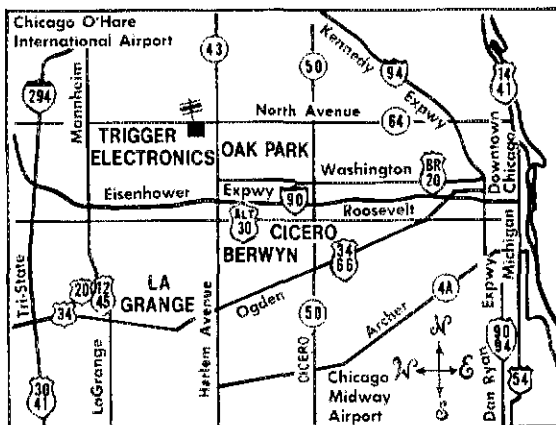 Chicago O'Hare
International Airport
43
50
Kennedy
Expwy
94
14
41
294
Mannheim
North Avenue
64
TRIGGER
ELECTRONICS
OAK PARK
Washington
BR
20
Downtown
Chicago
Eisenhower
Expwy
90
Roosevelt
ALT
30
CICERO
BERWYN
34
66
Tri-State
LA
GRANGE
20
12
45
34
Ogden
Harlem Avenue
50
CICERO
Archer
4A
Expwy
Michigan
N
W
E
S
30
41
LaGrange
Chicago
Midway
Airport
Dan Ryan
90
94
54